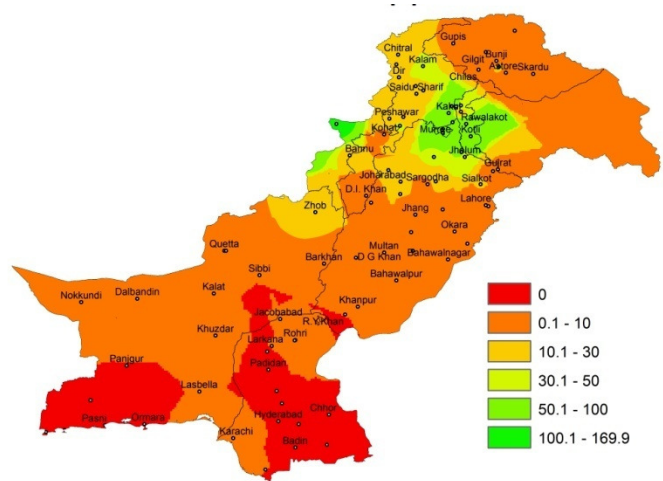 Chitral
Gupis
Bunji
Kalam
Gilgit
Dir
Astore
Skardu
Chilas
Saidu Sharif
Kakul
Peshawar
Rawalakot
Kohat
Murree
Kotli
Bannu
Jhelum
Gujrat
Joharabad
Sargodha
Sialkot
D.I. Khan
Lahore
Zhob
Jhang
Okara
Quetta
Multan
Barkhan
D G Khan
Bahawalnagar
Sibbi
Bahawalpur
Kalat
Dalbandin
Nokkundi
Khanpur
Jacobabad
R.Y.Khan
Khuzdar
Rohri
Larkana
Panjgur
Padidan
Lasbella
Pasni
Ormara
Hyderabad
Chhor
Karachi
Badin
0
0.1 - 10
10.1 - 30
30.1 - 50
50.1 - 100
100.1 - 169.9